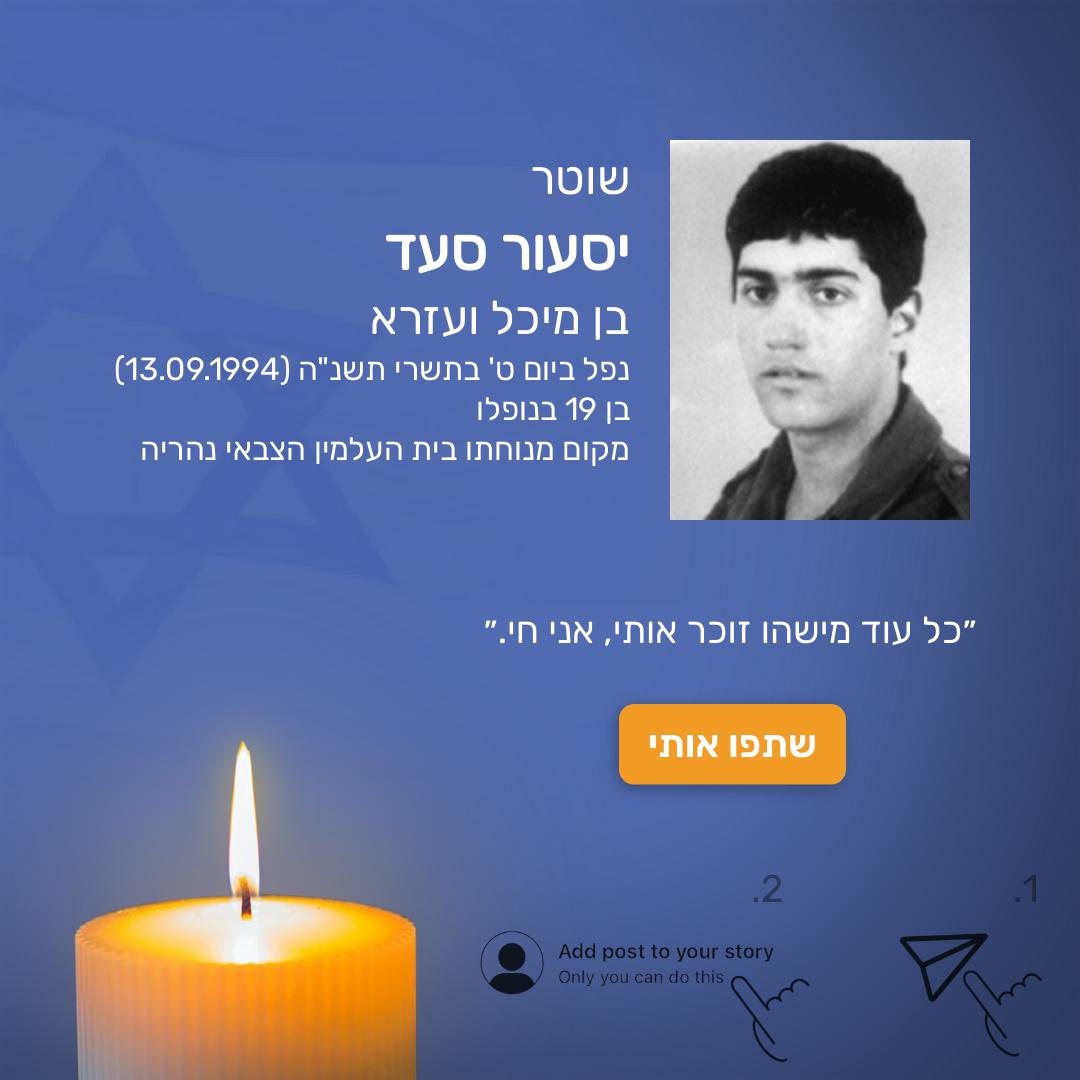 שוטר
יסעור סעד
בן מיכל ועזרא
נפל ביום ט' בתשרי תשנ"ה (13.09.1994)
בן 19 בנופלו
מקום מנוחתו בית העלמין הצבאי נהריה
״כל עוד מישהו זוכר אותי, אני חי.״
שתפו אותי
.1
.2
Add post to your story
Only you can do this